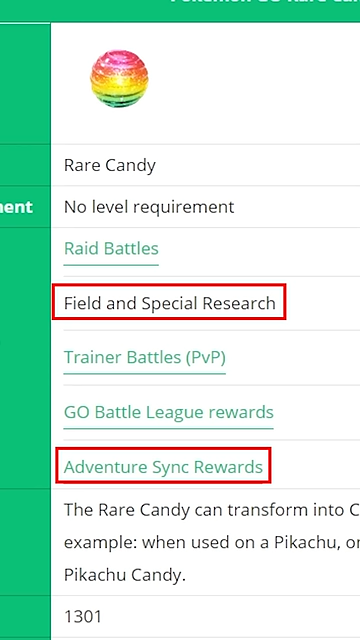 Rare Candy
ment No level requirement
Raid Battles
Field and Special Research
Trainer Battles (PvP)
GO Battle League rewards
Adventure Sync Rewards
The Rare Candy can transform into C
example: when used on a Pikachu, or
Pikachu Candy.
1301